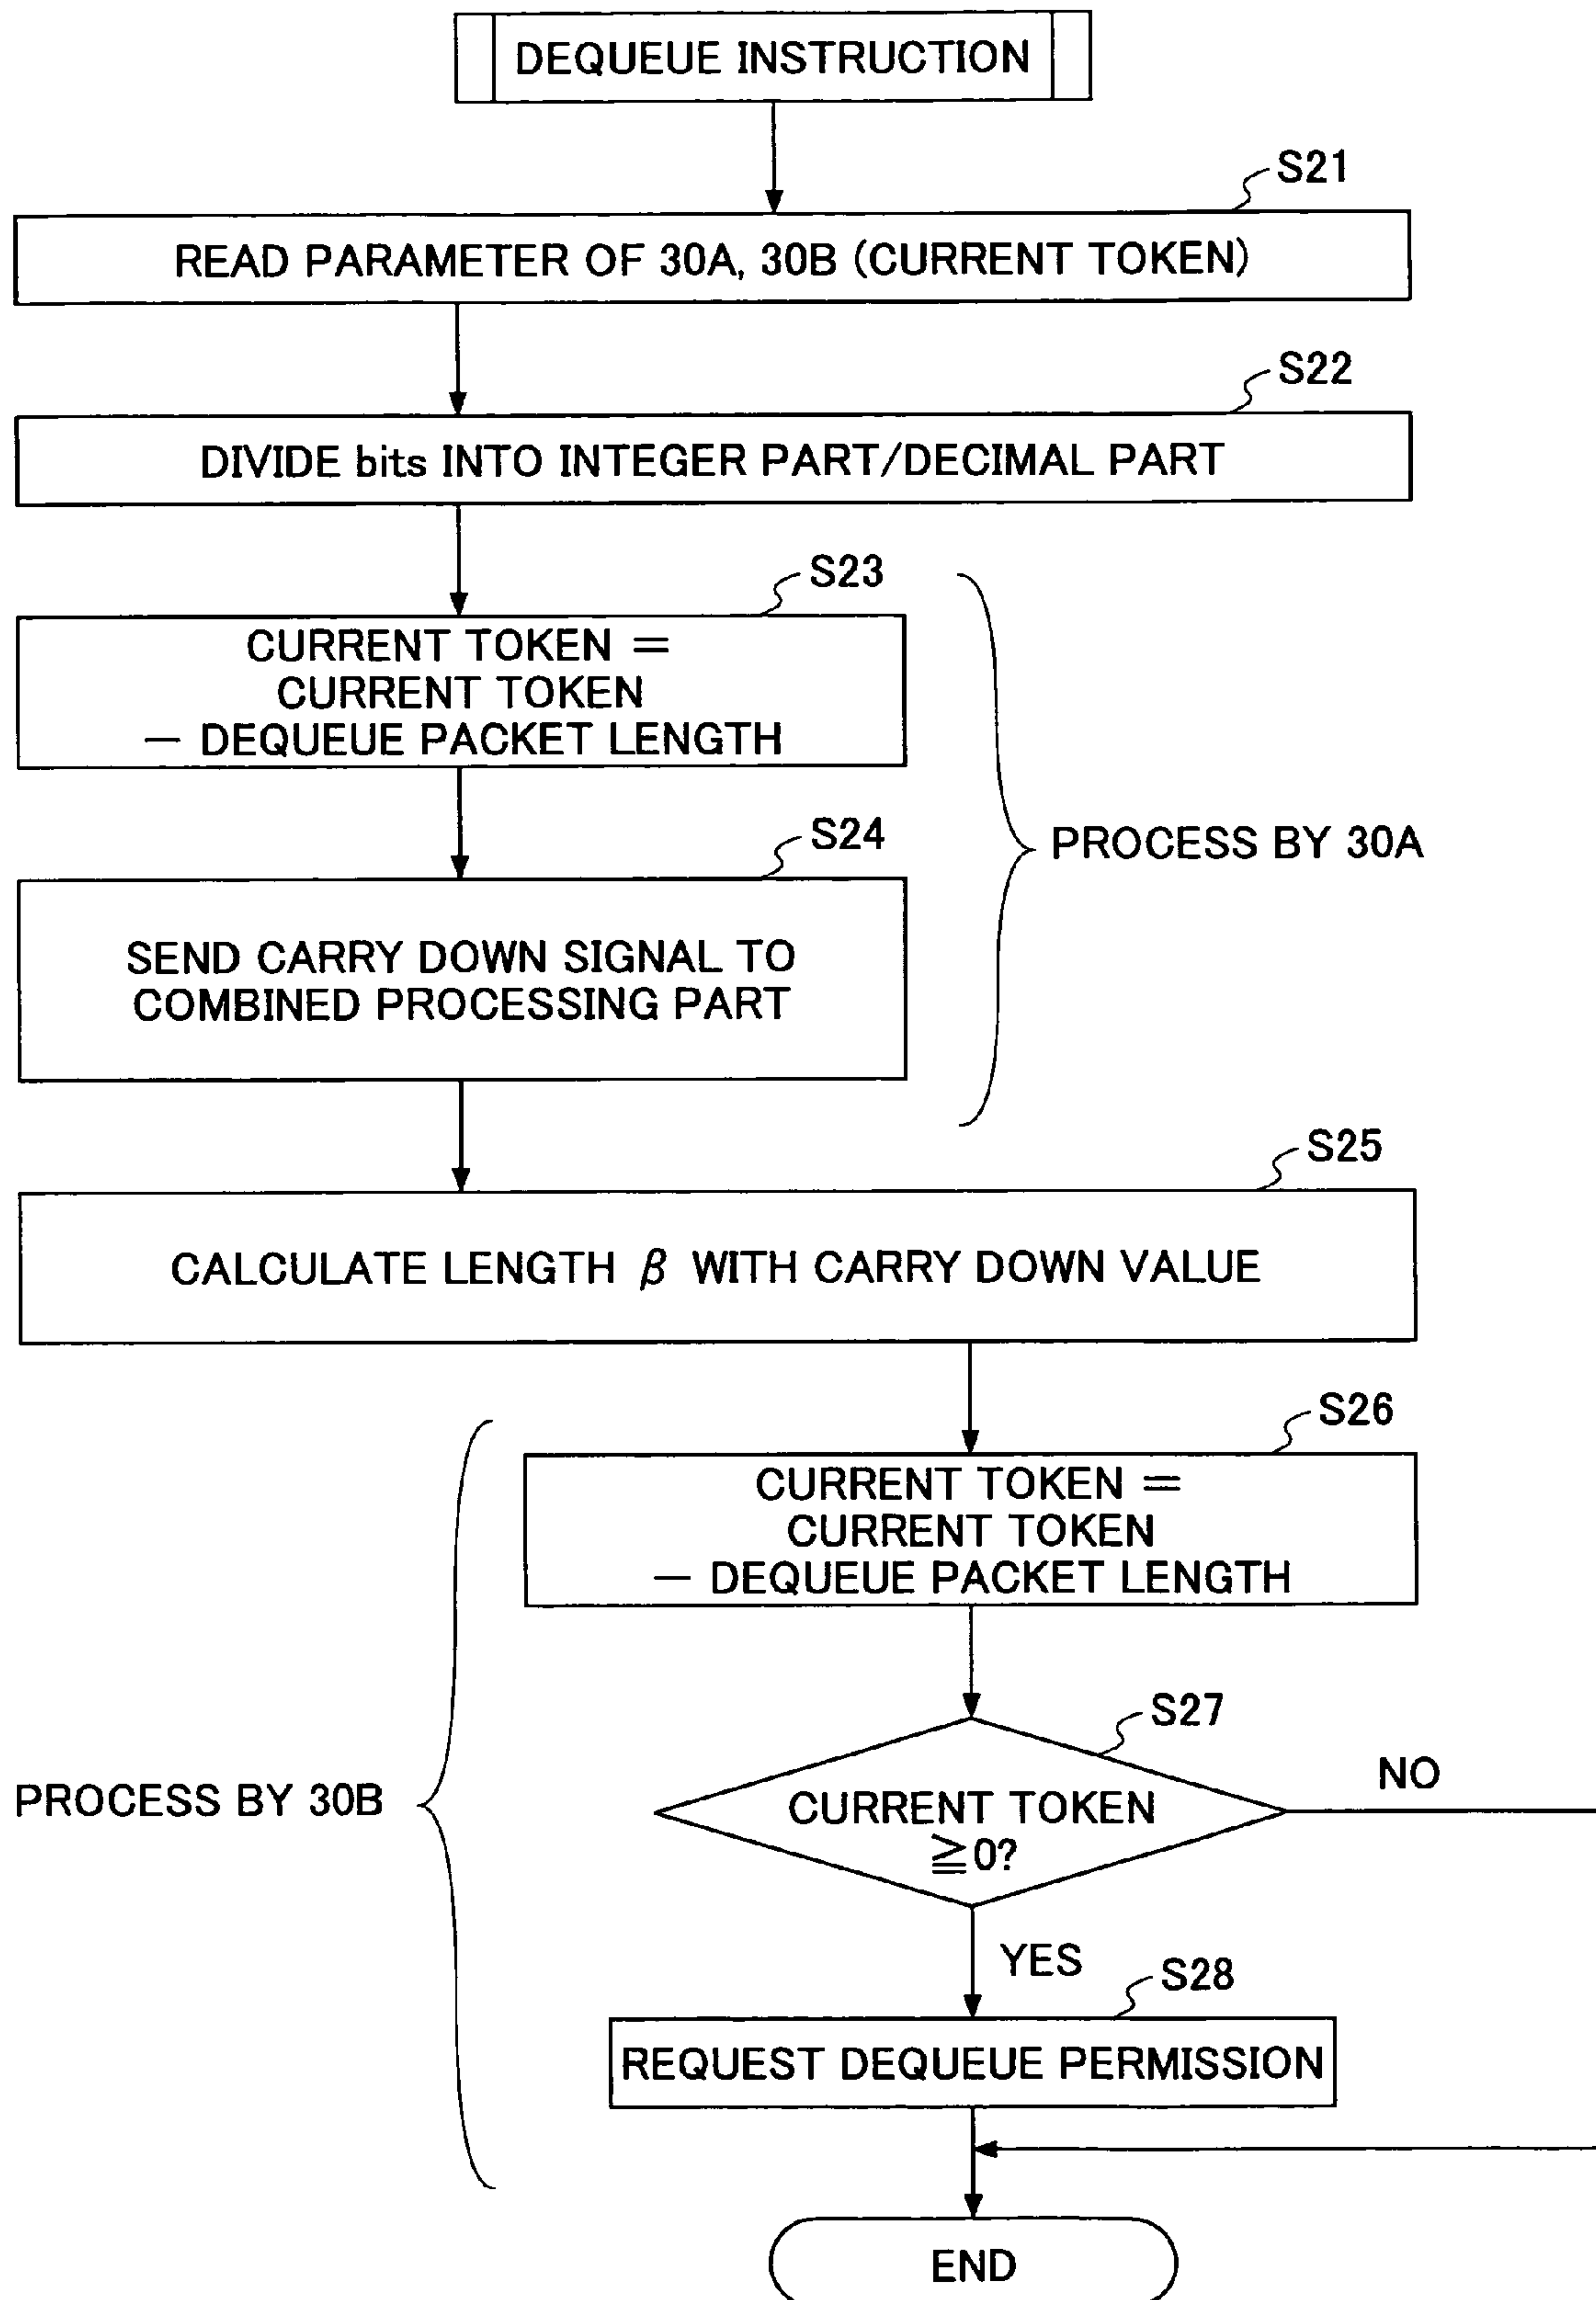 DEQUEUE INSTRUCTION
S21
READ PARAMETER OF 30A, 30B (CURRENT TOKEN)
S22
DIVIDE bits INTO INTEGER PART/DECIMAL PART
S23
CURRENT TOKEN =
CURRENT TOKEN
− DEQUEUE PACKET LENGTH
S24
SEND CARRY DOWN SIGNAL TO
COMBINED PROCESSING PART
PROCESS BY 30A
S25
CALCULATE LENGTH β WITH CARRY DOWN VALUE
S26
CURRENT TOKEN =
CURRENT TOKEN
− DEQUEUE PACKET LENGTH
S27
CURRENT TOKEN
≧0?
NO
PROCESS BY 30B
YES
S28
REQUEST DEQUEUE PERMISSION
END